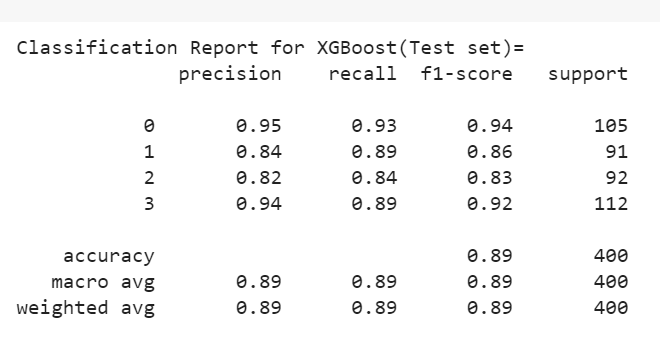 Classification Report for XGBoost(Test set)=
precision recall f1-score support
0 0.95 0.93 0.94 105
1 0.84 0.89 0.86 91
2 0.82 0.84 0.83 92
3 0.94 0.89 0.92 112
accuracy 0.89 400
macro avg 0.89 0.89 0.89 400
weighted avg 0.89 0.89 0.89 400